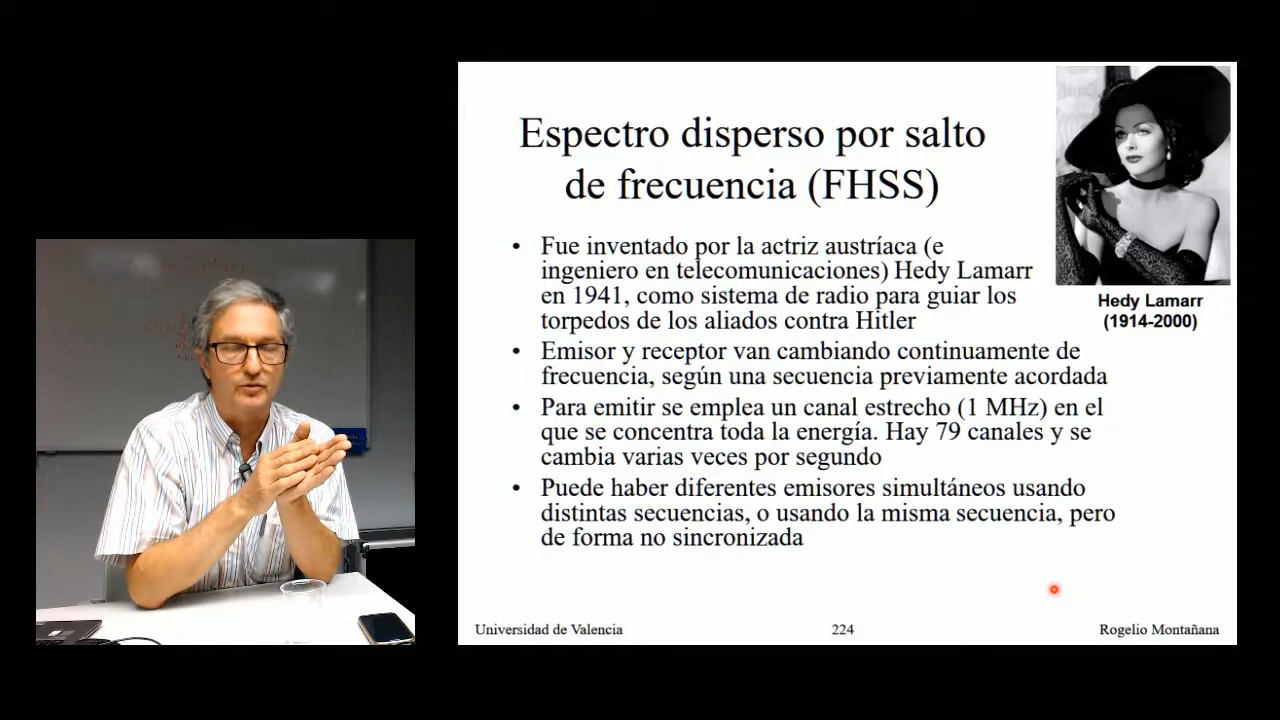 Espectro disperso por salto
de frecuencia (FHSS)
• Fue inventado por la actriz austríaca (e
ingeniero en telecomunicaciones) Hedy Lamarr
en 1941, como sistema de radio para guiar los
torpedos de los aliados contra Hitler
• Emisor y receptor van cambiando continuamente de
frecuencia, según una secuencia previamente acordada
• Para emitir se emplea un canal estrecho (1 MHz) en el
que se concentra toda la energía. Hay 79 canales y se
cambia varias veces por segundo
• Puede haber diferentes emisores simultáneos usando
distintas secuencias, o usando la misma secuencia, pero
de forma no sincronizada
Hedy Lamarr
(1914-2000)
Universidad de Valencia
224
Rogelio Montañana